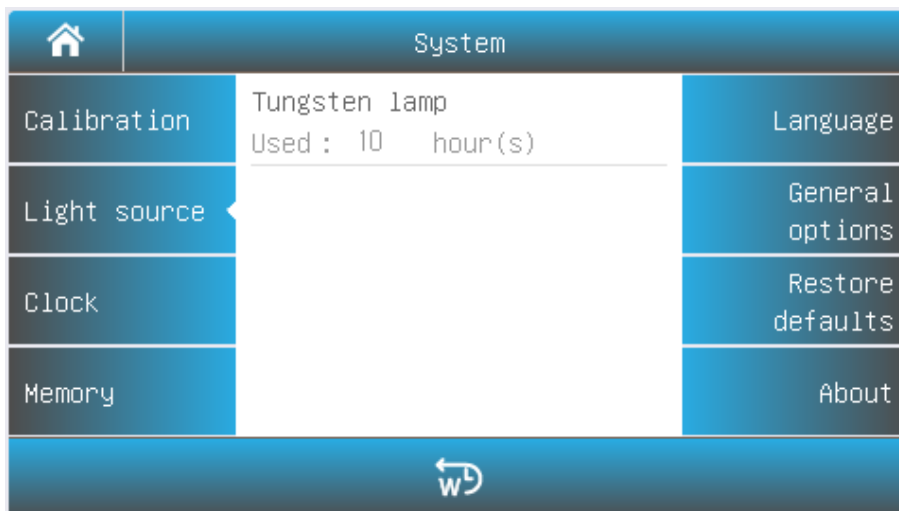 System
Calibration
Light source
Clock
Memory
Tungsten lamp
Used : 10 hour(s)
Language
General
options
Restore
defaults
About
W